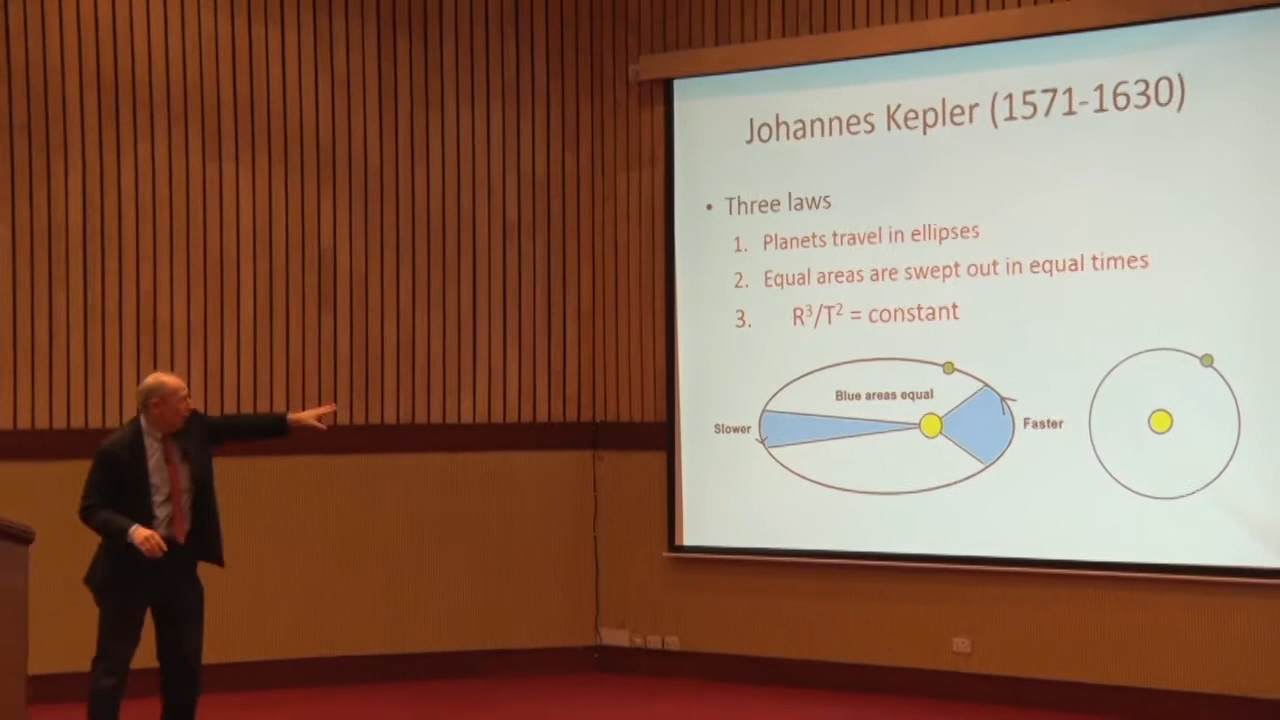 Johannes Kepler (1571-1630)
• Three laws
1. Planets travel in ellipses
2. Equal areas are swept out in equal times
3. R³/T² = constant
Blue areas equal
Slower
Faster